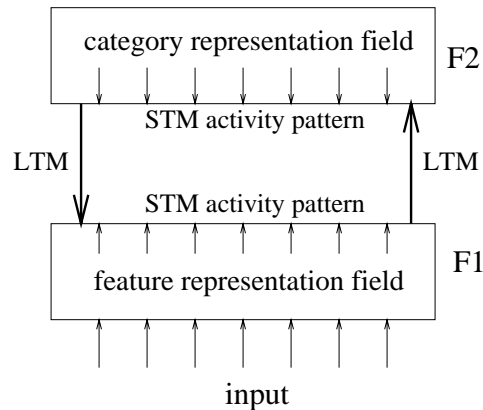 category representation field
F2
STM activity pattern
LTM
LTM
STM activity pattern
F1
feature representation field
input